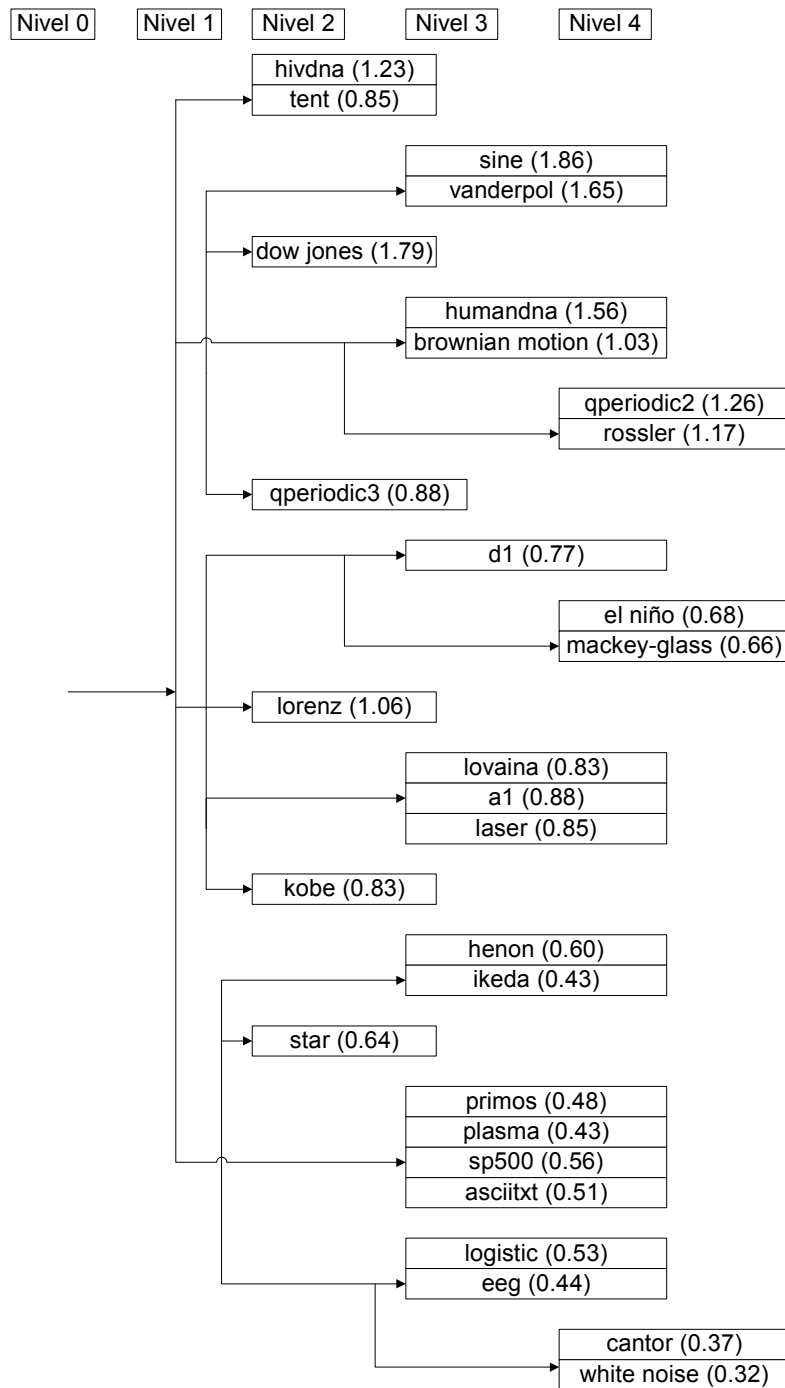 Nivel 0 Nivel 1 Nivel 2 Nivel 3 Nivel 4
hivdna (1.23)
tent (0.85)
sine (1.86)
vanderpol (1.65)
dow jones (1.79)
humandna (1.56)
brownian motion (1.03)
qperiodic2 (1.26)
rossler (1.17)
qperiodic3 (0.88)
d1 (0.77)
el niño (0.68)
mackey-glass (0.66)
lorenz (1.06)
lovaina (0.83)
a1 (0.88)
laser (0.85)
kobe (0.83)
henon (0.60)
ikeda (0.43)
star (0.64)
primos (0.48)
plasma (0.43)
sp500 (0.56)
asciitxt (0.51)
logistic (0.53)
eeg (0.44)
cantor (0.37)
white noise (0.32)